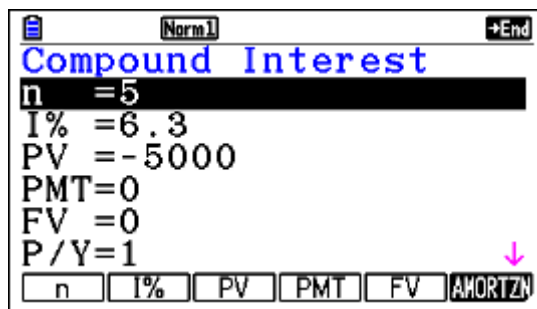 Norm1 →End
Compound Interest
n =5
I% =6.3
PV =-5000
PMT=0
FV =0
P/Y=1 ↓
n I% PV PMT FV AMORTZN